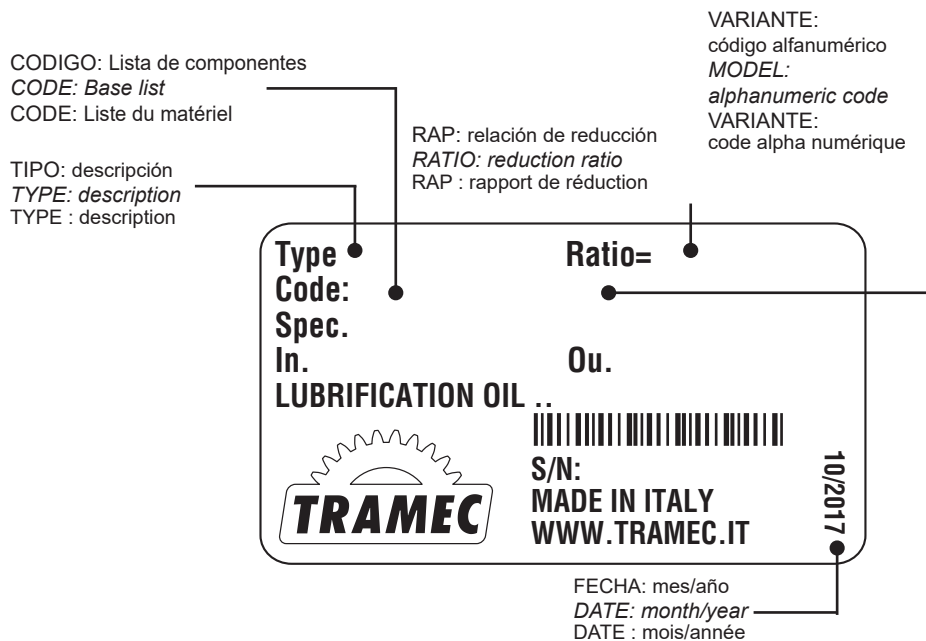 VARIANTE:
código alfanumérico
MODEL:
alphanumeric code
VARIANTE:
code alpha numérique
CODIGO: Lista de componentes
CODE: Base list
CODE: Liste du matériel
RAP: relación de reducción
RATIO: reduction ratio
RAP : rapport de réduction
TIPO: descripción
TYPE: description
TYPE : description
Type
Ratio=
Code:
Spec.
In.
Ou.
LUBRIFICATION OIL ..
TRAMEC
S/N:
MADE IN ITALY
WWW.TRAMEC.IT
10/2017
FECHA: mes/año
DATE: month/year
DATE : mois/année